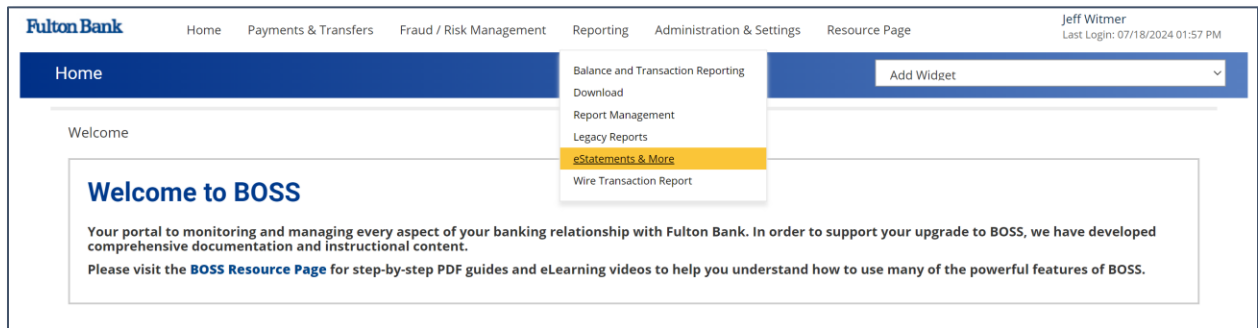 Fulton Bank Home Payments & Transfers Fraud / Risk Management Reporting Administration & Settings Resource Page Jeff Witmer
Last Login: 07/18/2024 01:57 PM
Home Add Widget
Balance and Transaction Reporting
Download
Report Management
Legacy Reports
eStatements & More
Wire Transaction Report
Welcome
Welcome to BOSS
Your portal to monitoring and managing every aspect of your banking relationship with Fulton Bank. In order to support your upgrade to BOSS, we have developed
comprehensive documentation and instructional content.
Please visit the BOSS Resource Page for step-by-step PDF guides and eLearning videos to help you understand how to use many of the powerful features of BOSS.